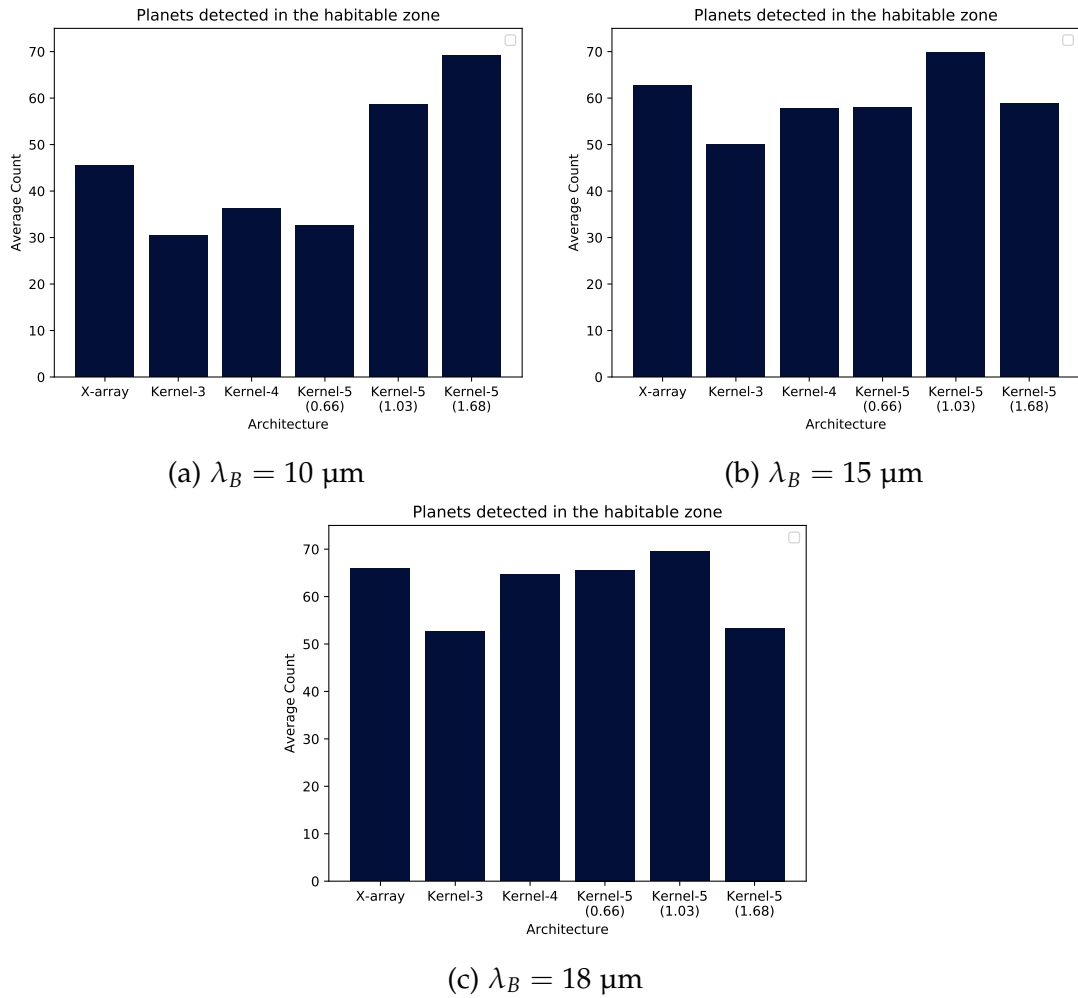 Planets detected in the habitable zone
70
60
50
40
30
20
10
0
Average Count
X-array Kernel-3 Kernel-4 Kernel-5 Kernel-5 Kernel-5
(0.66) (1.03) (1.68)
Architecture
(a) λ_B = 10 µm
Planets detected in the habitable zone
70
60
50
40
30
20
10
0
Average Count
X-array Kernel-3 Kernel-4 Kernel-5 Kernel-5 Kernel-5
(0.66) (1.03) (1.68)
Architecture
(b) λ_B = 15 µm
Planets detected in the habitable zone
70
60
50
40
30
20
10
0
Average Count
X-array Kernel-3 Kernel-4 Kernel-5 Kernel-5 Kernel-5
(0.66) (1.03) (1.68)
Architecture
(c) λ_B = 18 µm